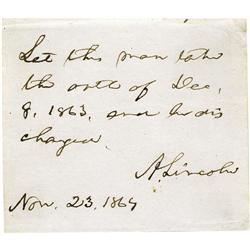 Let this man take
the oath of Dec,
8, 1863, and be dis
charged.
A. Lincoln
Nov. 23. 1864